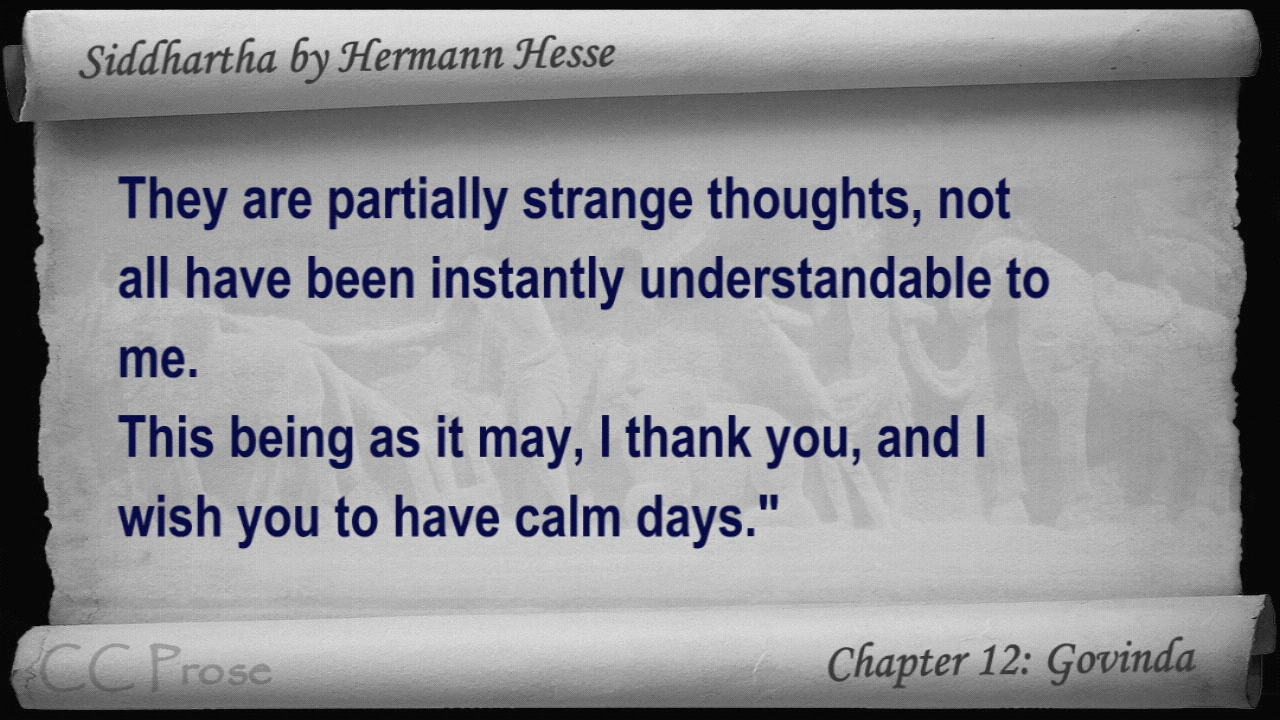 Siddhartha by Hermann Hesse
They are partially strange thoughts, not
all have been instantly understandable to
me.
This being as it may, I thank you, and I
wish you to have calm days."
CC Prose
Chapter 12: Govinda